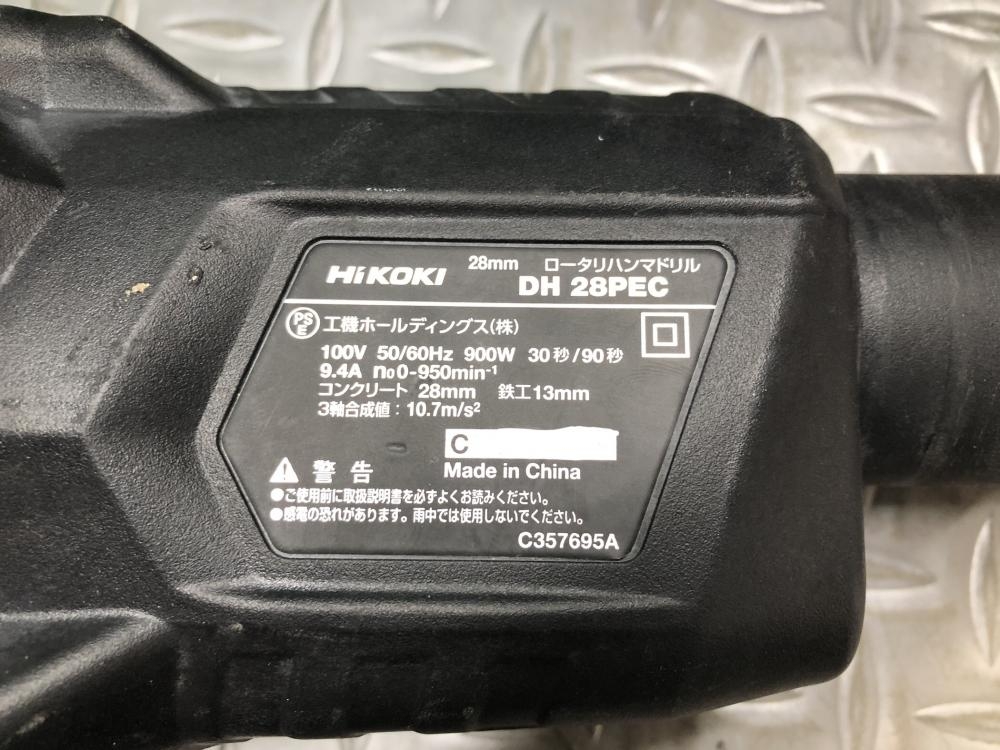 HiKOKI 28mm ロータリハンマドリル
DH 28PEC
PSE 工機ホールディングス(株)
100V 50/60Hz 900W 30秒/90秒
9.4A n₀0-950min⁻¹
コンクリート 28mm 鉄工13mm
3軸合成値：10.7m/s²
C
Made in China
警告
●ご使用前に取扱説明書を必ずよくお読みください。
●感電の恐れがあります。雨中では使用しないでください。
C357695A